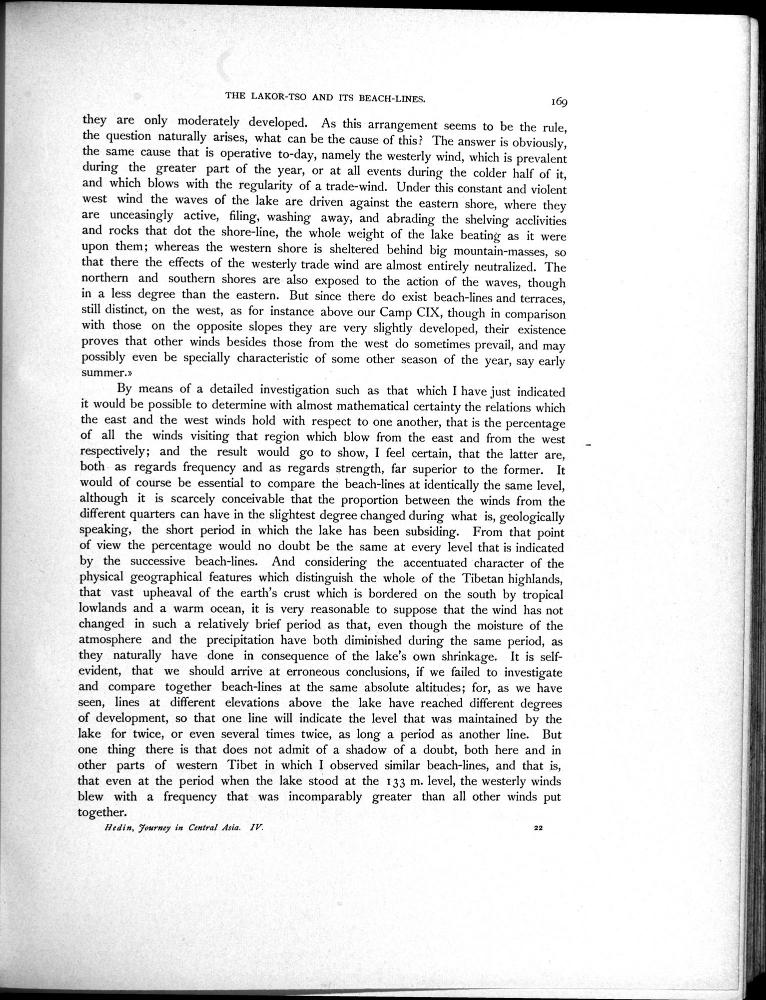 THE LAKOR-TSO AND ITS BEACH-LINES.
169
they are only moderately developed. As this arrangement seems to be the rule,
the question naturally arises, what can be the cause of this? The answer is obviously,
the same cause that is operative to-day, namely the westerly wind, which is prevalent
during the greater part of the year, or at all events during the colder half of it,
and which blows with the regularity of a trade-wind. Under this constant and violent
west wind the waves of the lake are driven against the eastern shore, where they
are unceasingly active, filing, washing away, and abrading the shelving acclivities
and rocks that dot the shore-line, the whole weight of the lake beating as it were
upon them; whereas the western shore is sheltered behind big mountain-masses, so
that there the effects of the westerly trade wind are almost entirely neutralized. The
northern and southern shores are also exposed to the action of the waves, though
in a less degree than the eastern. But since there do exist beach-lines and terraces,
still distinct, on the west, as for instance above our Camp CIX, though in comparison
with those on the opposite slopes they are very slightly developed, their existence
proves that other winds besides those from the west do sometimes prevail, and may
possibly even be specially characteristic of some other season of the year, say early
summer.»
By means of a detailed investigation such as that which I have just indicated
it would be possible to determine with almost mathematical certainty the relations which
the east and the west winds hold with respect to one another, that is the percentage
of all the winds visiting that region which blow from the east and from the west
respectively; and the result would go to show, I feel certain, that the latter are,
both as regards frequency and as regards strength, far superior to the former. It
would of course be essential to compare the beach-lines at identically the same level,
although it is scarcely conceivable that the proportion between the winds from the
different quarters can have in the slightest degree changed during what is, geologically
speaking, the short period in which the lake has been subsiding. From that point
of view the percentage would no doubt be the same at every level that is indicated
by the successive beach-lines. And considering the accentuated character of the
physical geographical features which distinguish the whole of the Tibetan highlands,
that vast upheaval of the earth's crust which is bordered on the south by tropical
lowlands and a warm ocean, it is very reasonable to suppose that the wind has not
changed in such a relatively brief period as that, even though the moisture of the
atmosphere and the precipitation have both diminished during the same period, as
they naturally have done in consequence of the lake's own shrinkage. It is self-
evident, that we should arrive at erroneous conclusions, if we failed to investigate
and compare together beach-lines at the same absolute altitudes; for, as we have
seen, lines at different elevations above the lake have reached different degrees
of development, so that one line will indicate the level that was maintained by the
lake for twice, or even several times twice, as long a period as another line. But
one thing there is that does not admit of a shadow of a doubt, both here and in
other parts of western Tibet in which I observed similar beach-lines, and that is,
that even at the period when the lake stood at the 133 m. level, the westerly winds
blew with a frequency that was incomparably greater than all other winds put
together.
Hedin, Journey in Central Asia. IV.
22